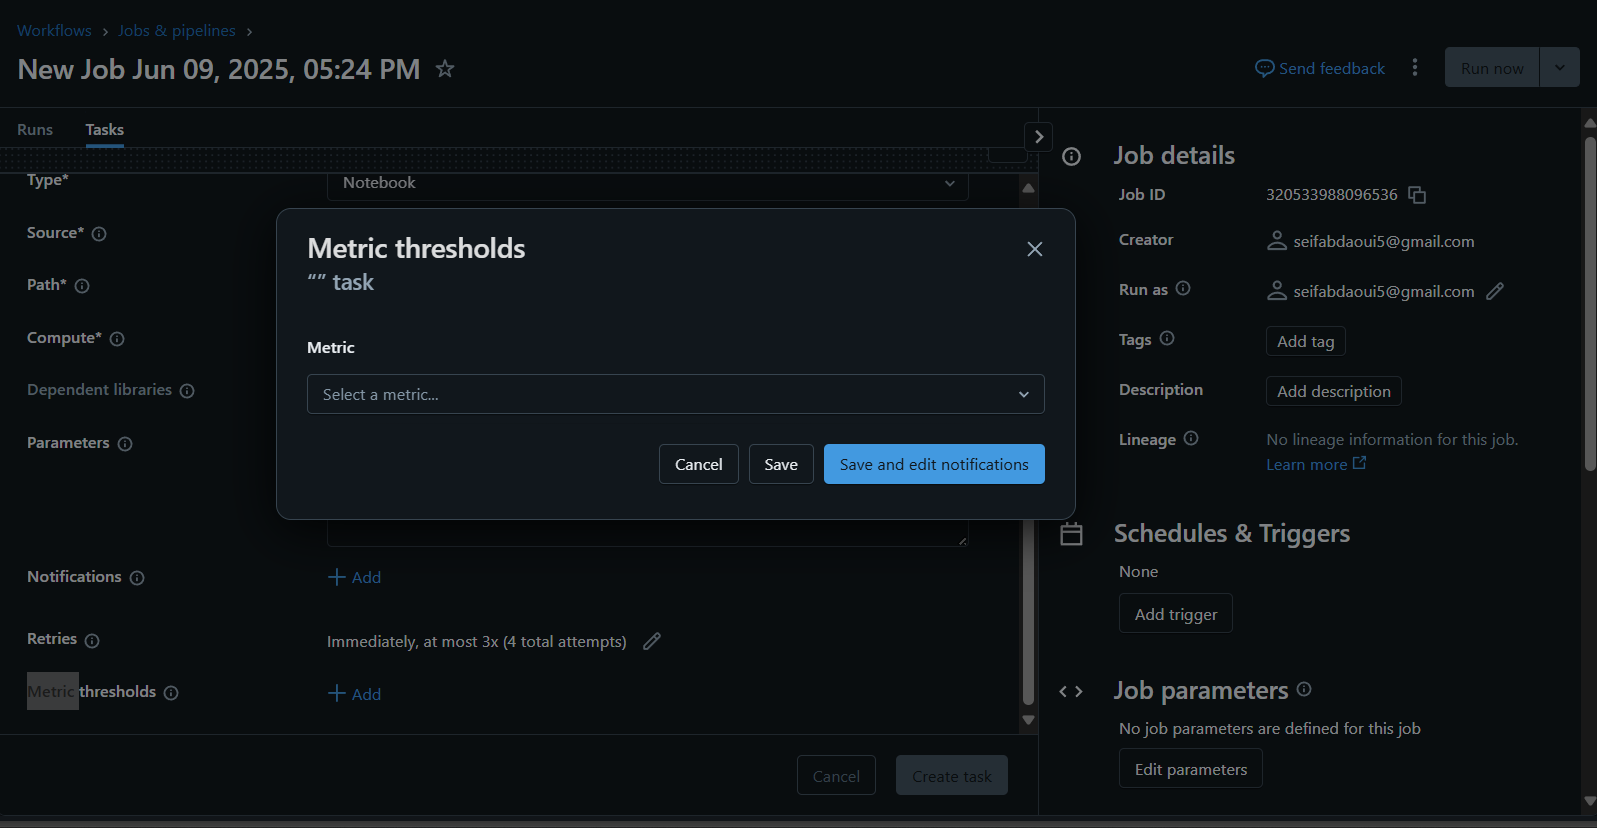 Workflows › Jobs & pipelines ›
New Job Jun 09, 2025, 05:24 PM
Send feedback
Run now
Runs
Tasks
Type*
Notebook
Source*
Path*
Compute*
Dependent libraries
Parameters
Notifications
Add
Retries
Immediately, at most 3x (4 total attempts)
Metric thresholds
Add
Cancel
Create task
Metric thresholds
“” task
Metric
Select a metric...
Cancel
Save
Save and edit notifications
Job details
Job ID
320533988096536
Creator
seifabdaoui5@gmail.com
Run as
seifabdaoui5@gmail.com
Tags
Add tag
Description
Add description
Lineage
No lineage information for this job.
Learn more
Schedules & Triggers
None
Add trigger
Job parameters
No job parameters are defined for this job
Edit parameters